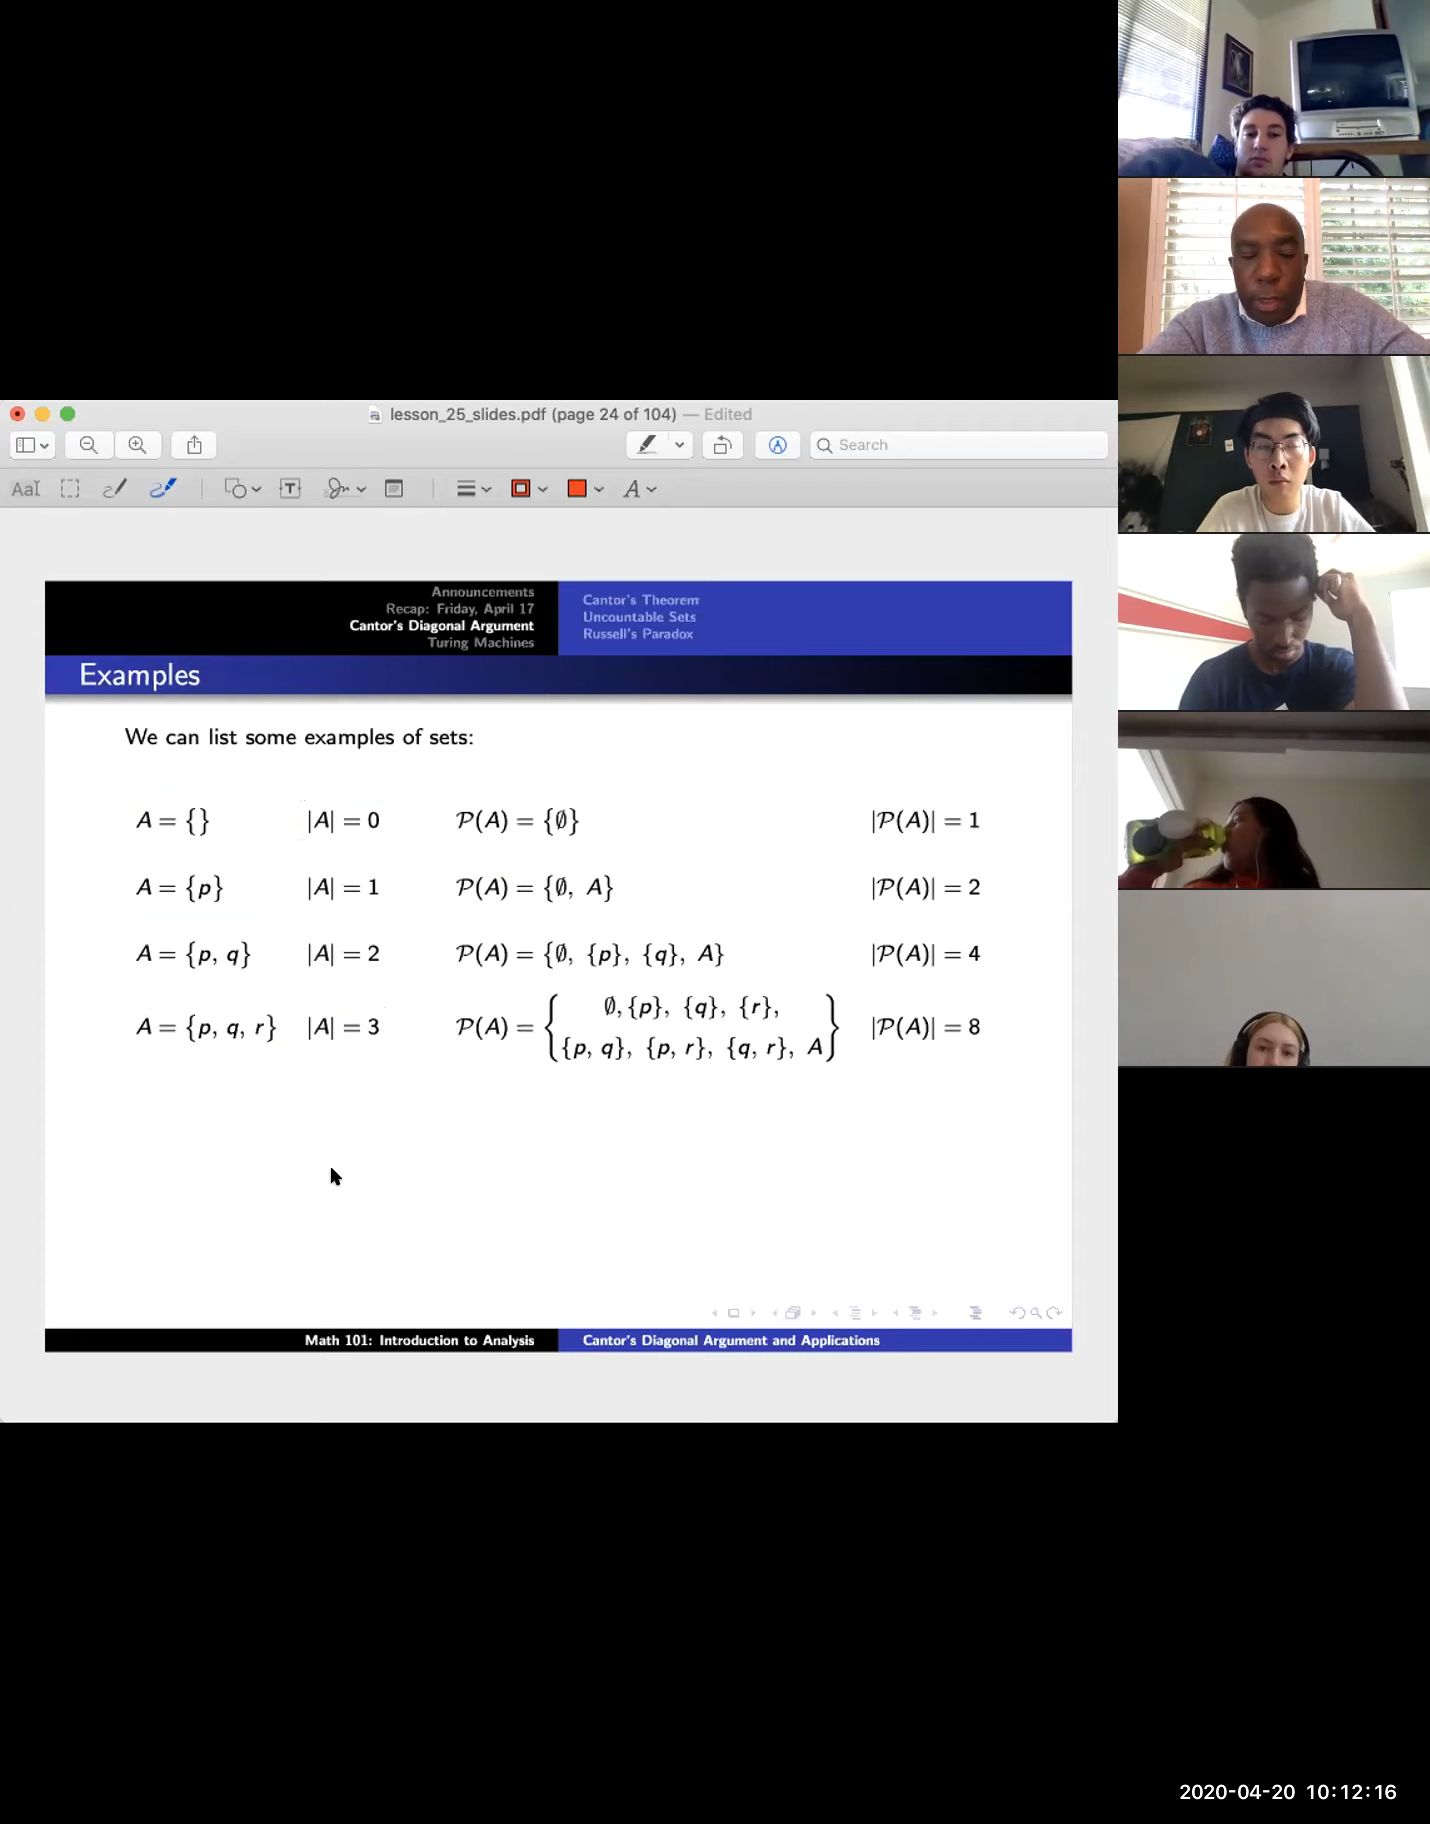 lesson_25_slides.pdf (page 24 of 104) — Edited
Search
AaI
T
A
Announcements
Recap: Friday, April 17
Cantor's Diagonal Argument
Turing Machines
Cantor's Theorem
Uncountable Sets
Russell's Paradox
Examples
We can list some examples of sets:
A = {} |A| = 0 𝒫(A) = {∅} |𝒫(A)| = 1
A = {p} |A| = 1 𝒫(A) = {∅, A} |𝒫(A)| = 2
A = {p, q} |A| = 2 𝒫(A) = {∅, {p}, {q}, A} |𝒫(A)| = 4
A = {p, q, r} |A| = 3 𝒫(A) = { ∅, {p}, {q}, {r},
{p, q}, {p, r}, {q, r}, A } |𝒫(A)| = 8
Math 101: Introduction to Analysis
Cantor's Diagonal Argument and Applications
2020-04-20 10:12:16